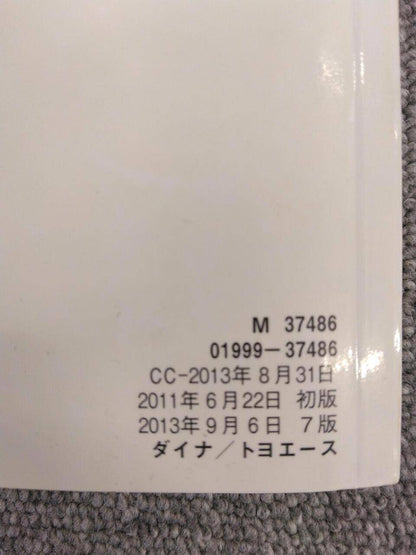 M 37486
01999-37486
CC-2013年8月31日
2011年6月22日 初版
2013年9月6日 7版
ダイナ/トヨエース